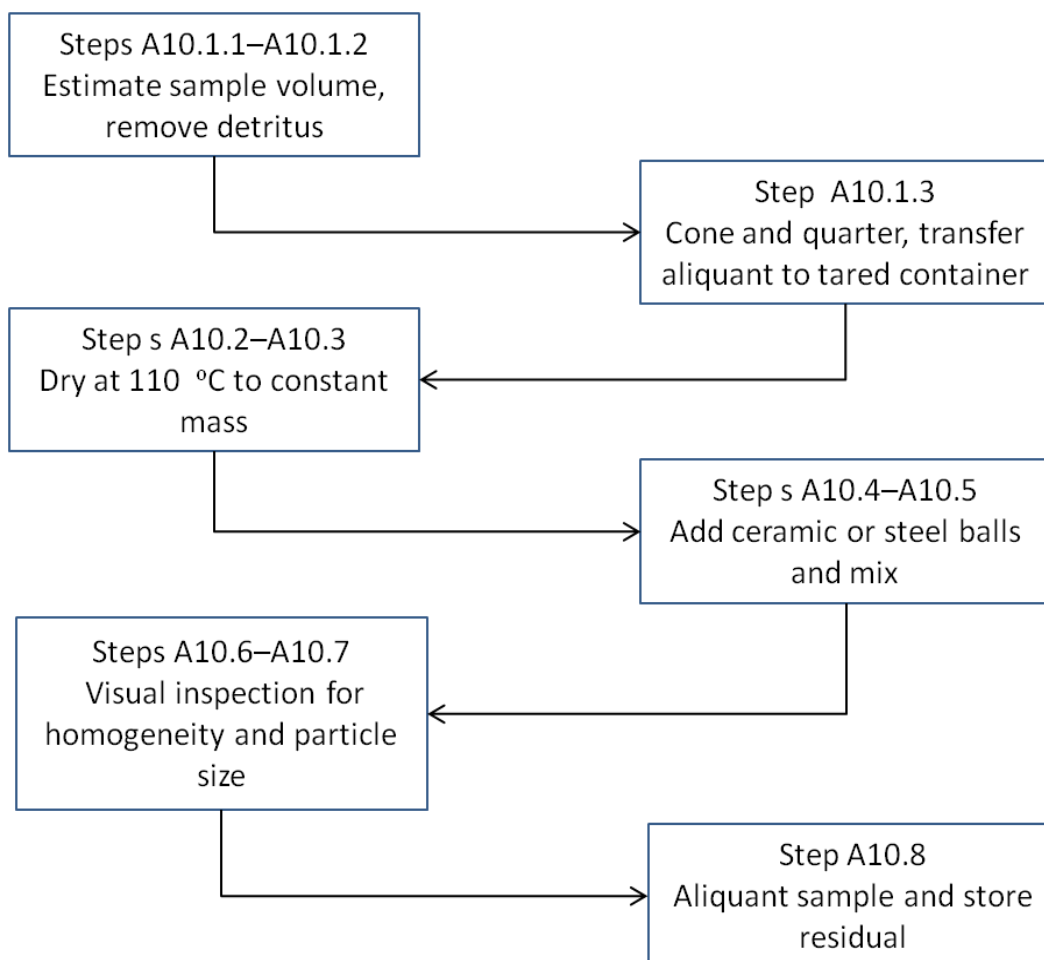 Steps A10.1.1–A10.1.2
Estimate sample volume,
remove detritus
Step A10.1.3
Cone and quarter, transfer
aliquant to tared container
Step s A10.2–A10.3
Dry at 110 ºC to constant
mass
Step s A10.4–A10.5
Add ceramic or steel balls
and mix
Steps A10.6–A10.7
Visual inspection for
homogeneity and particle
size
Step A10.8
Aliquant sample and store
residual